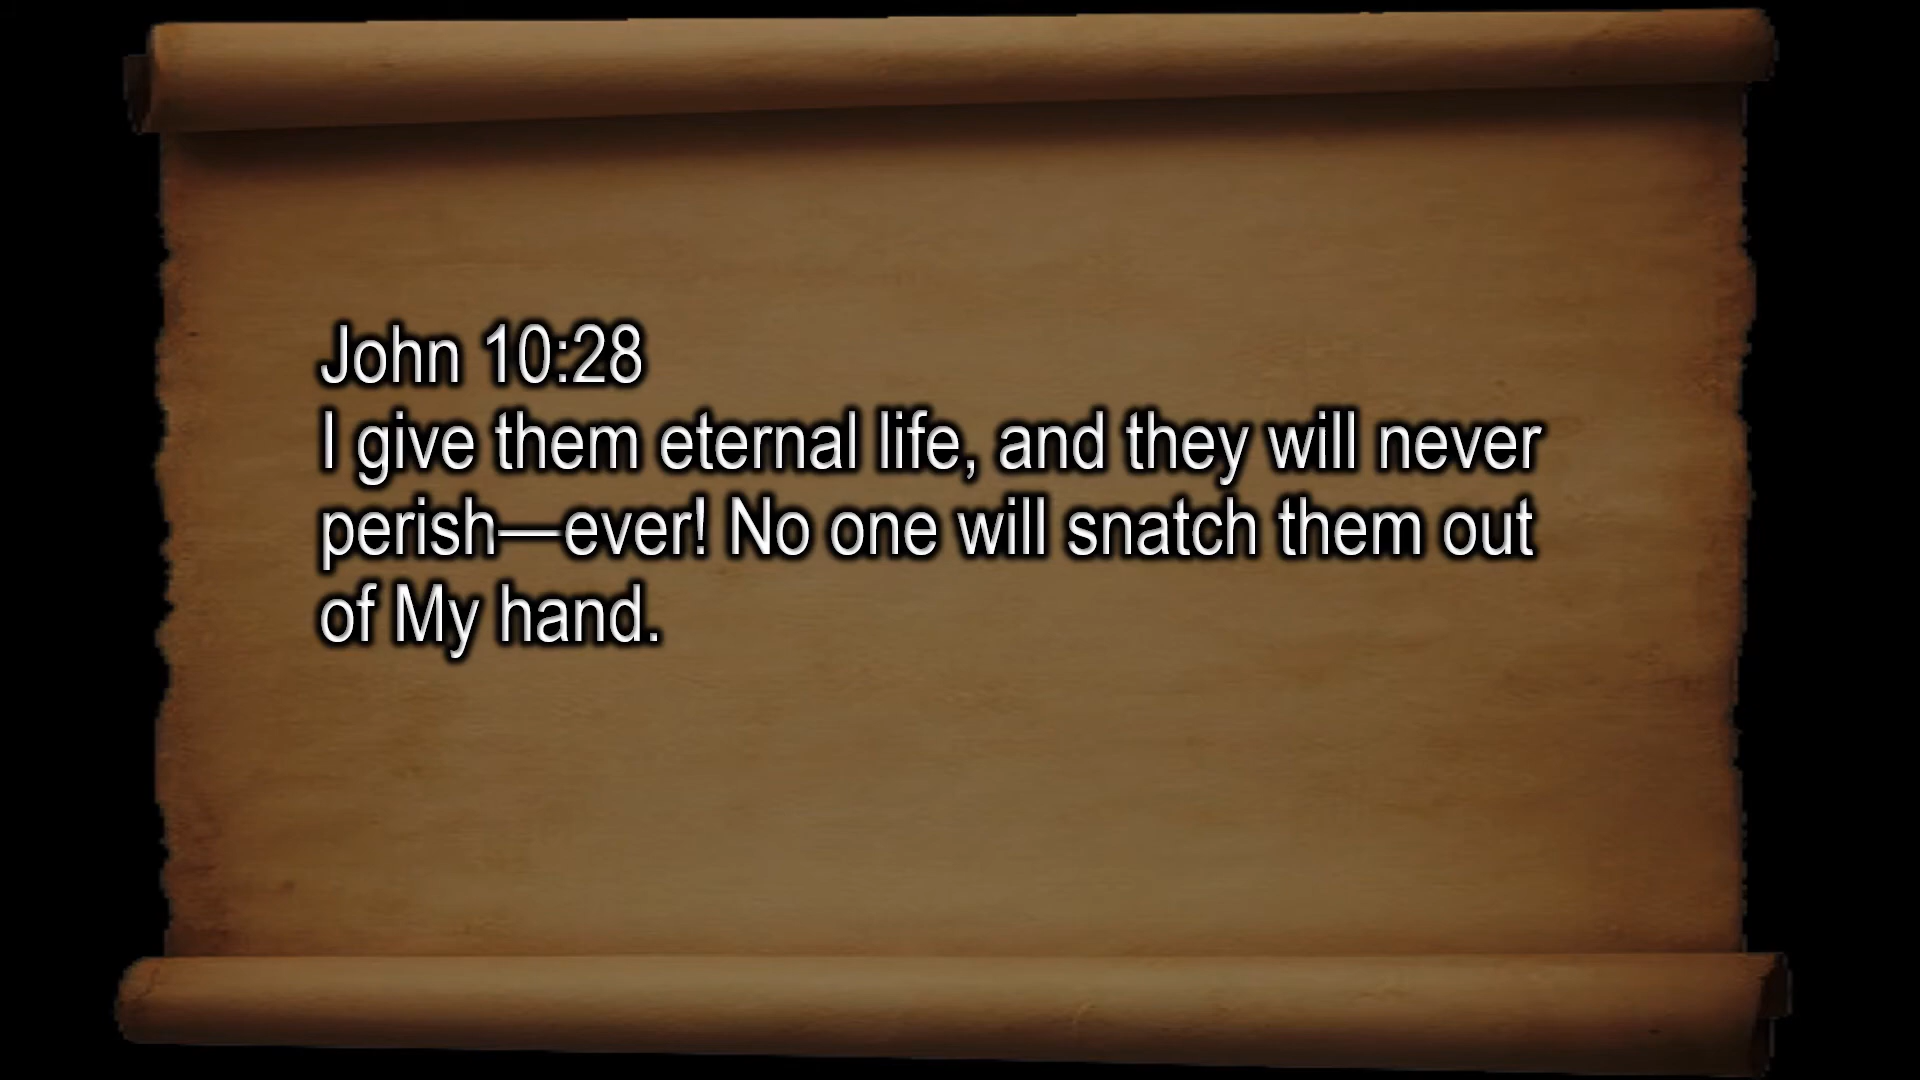 John 10:28
I give them eternal life, and they will never
perish—ever! No one will snatch them out
of My hand.